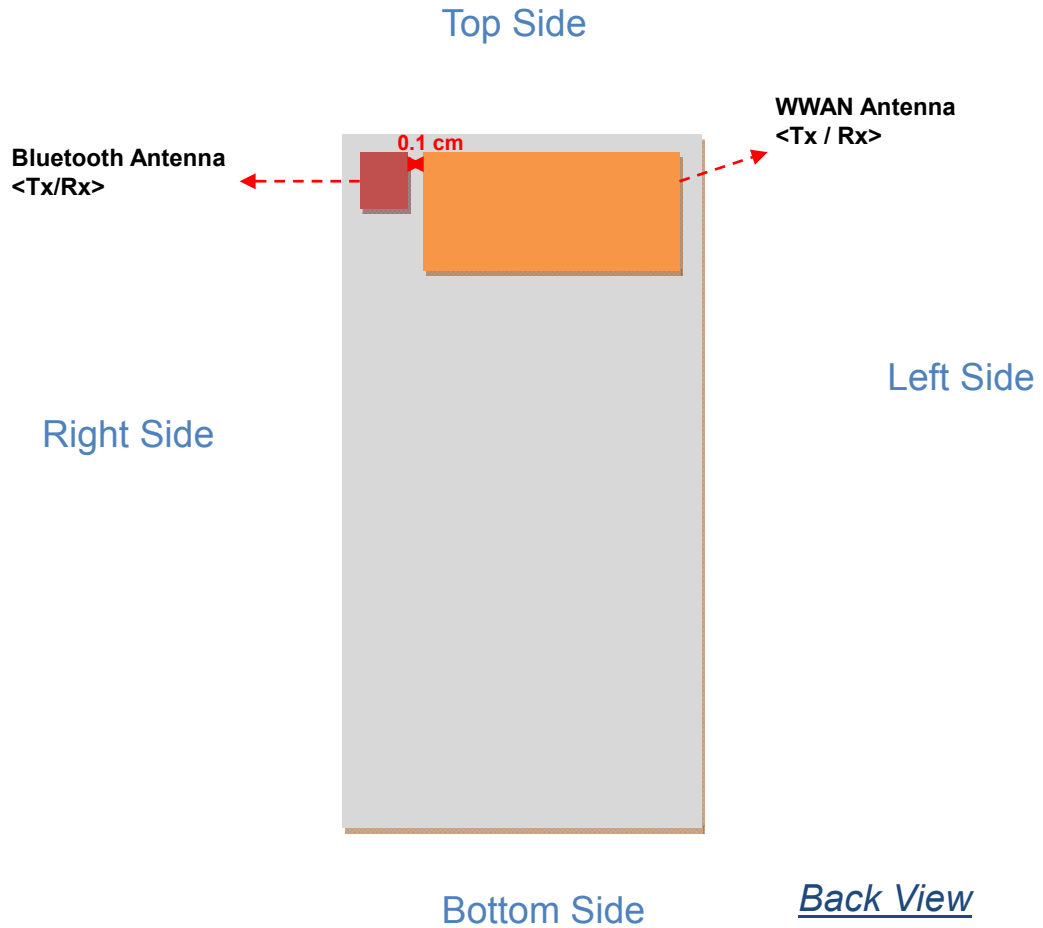 Top Side
WWAN Antenna
<Tx / Rx>
0.1 cm
Bluetooth Antenna
<Tx/Rx>
Left Side
Right Side
Back View
Bottom Side